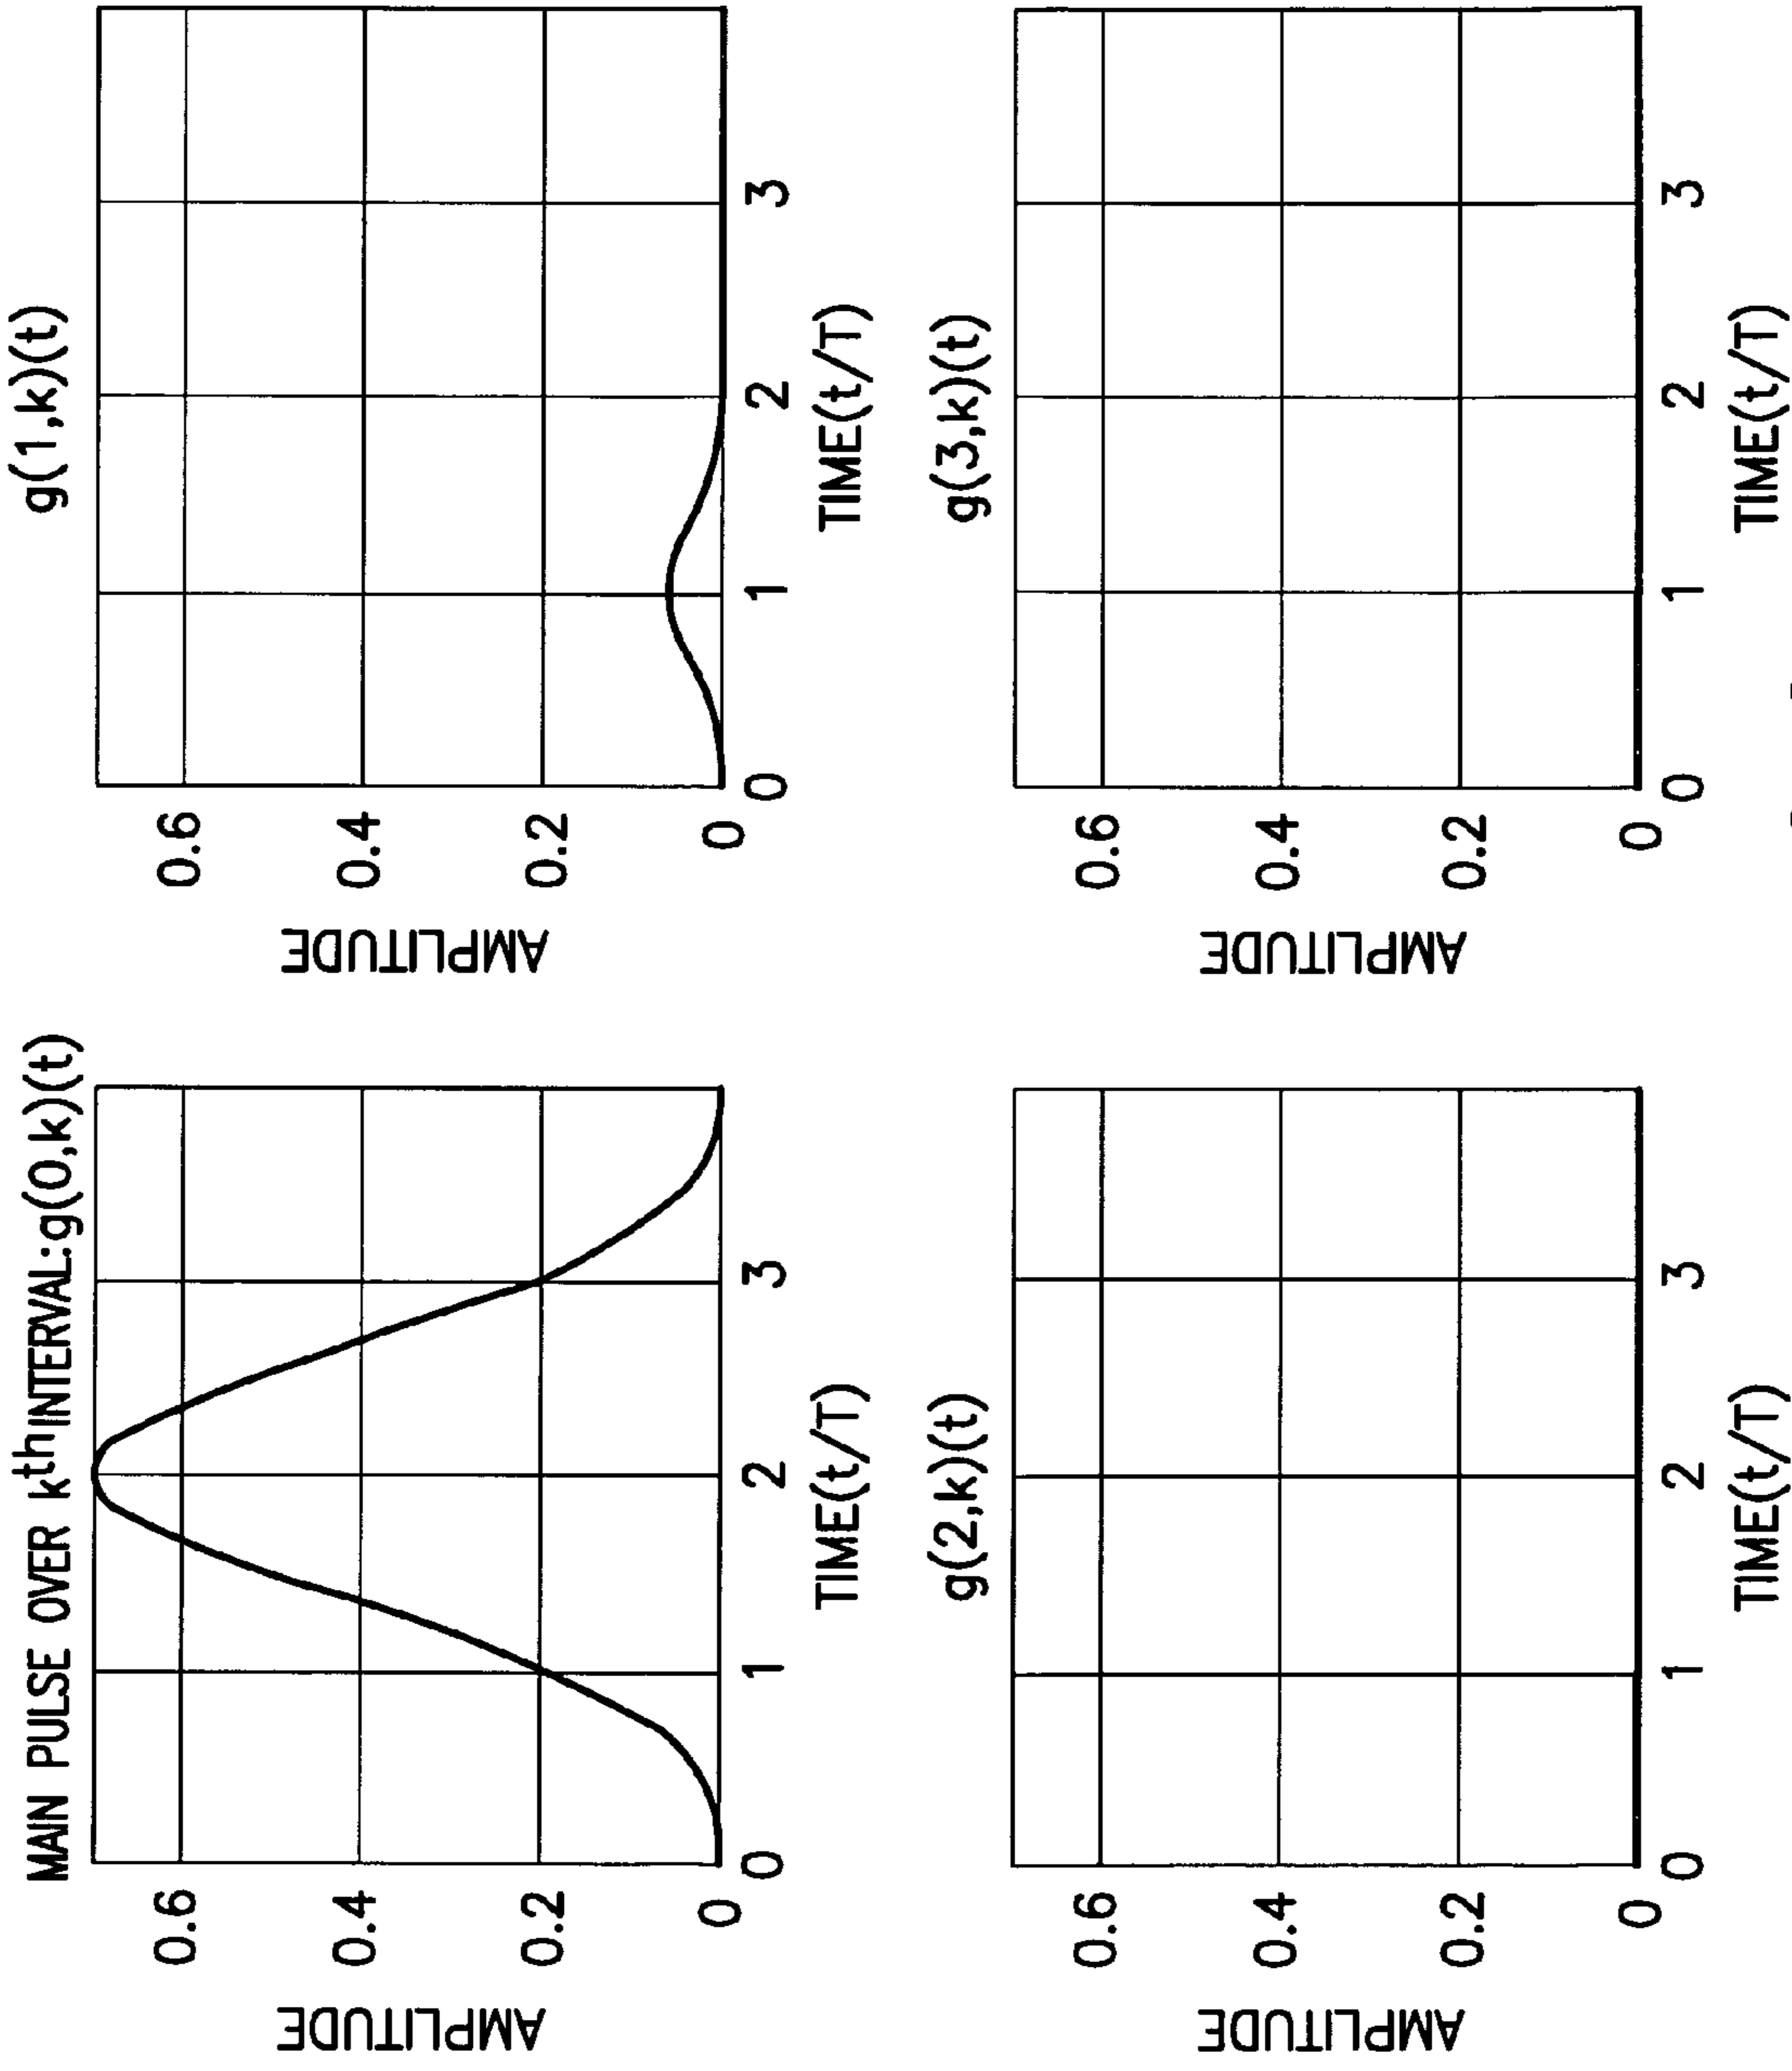 MAIN PULSE OVER kth INTERVAL:g(0,k)(t)
AMPLITUDE
0.6
0.4
0.2
0
0 1 2 3
TIME(t/T)
g(1,k)(t)
AMPLITUDE
0.6
0.4
0.2
0
0 1 2 3
TIME(t/T)
g(2,k)(t)
AMPLITUDE
0.6
0.4
0.2
0
0 1 2 3
TIME(t/T)
g(3,k)(t)
AMPLITUDE
0.6
0.4
0.2
0
0 1 2 3
TIME(t/T)